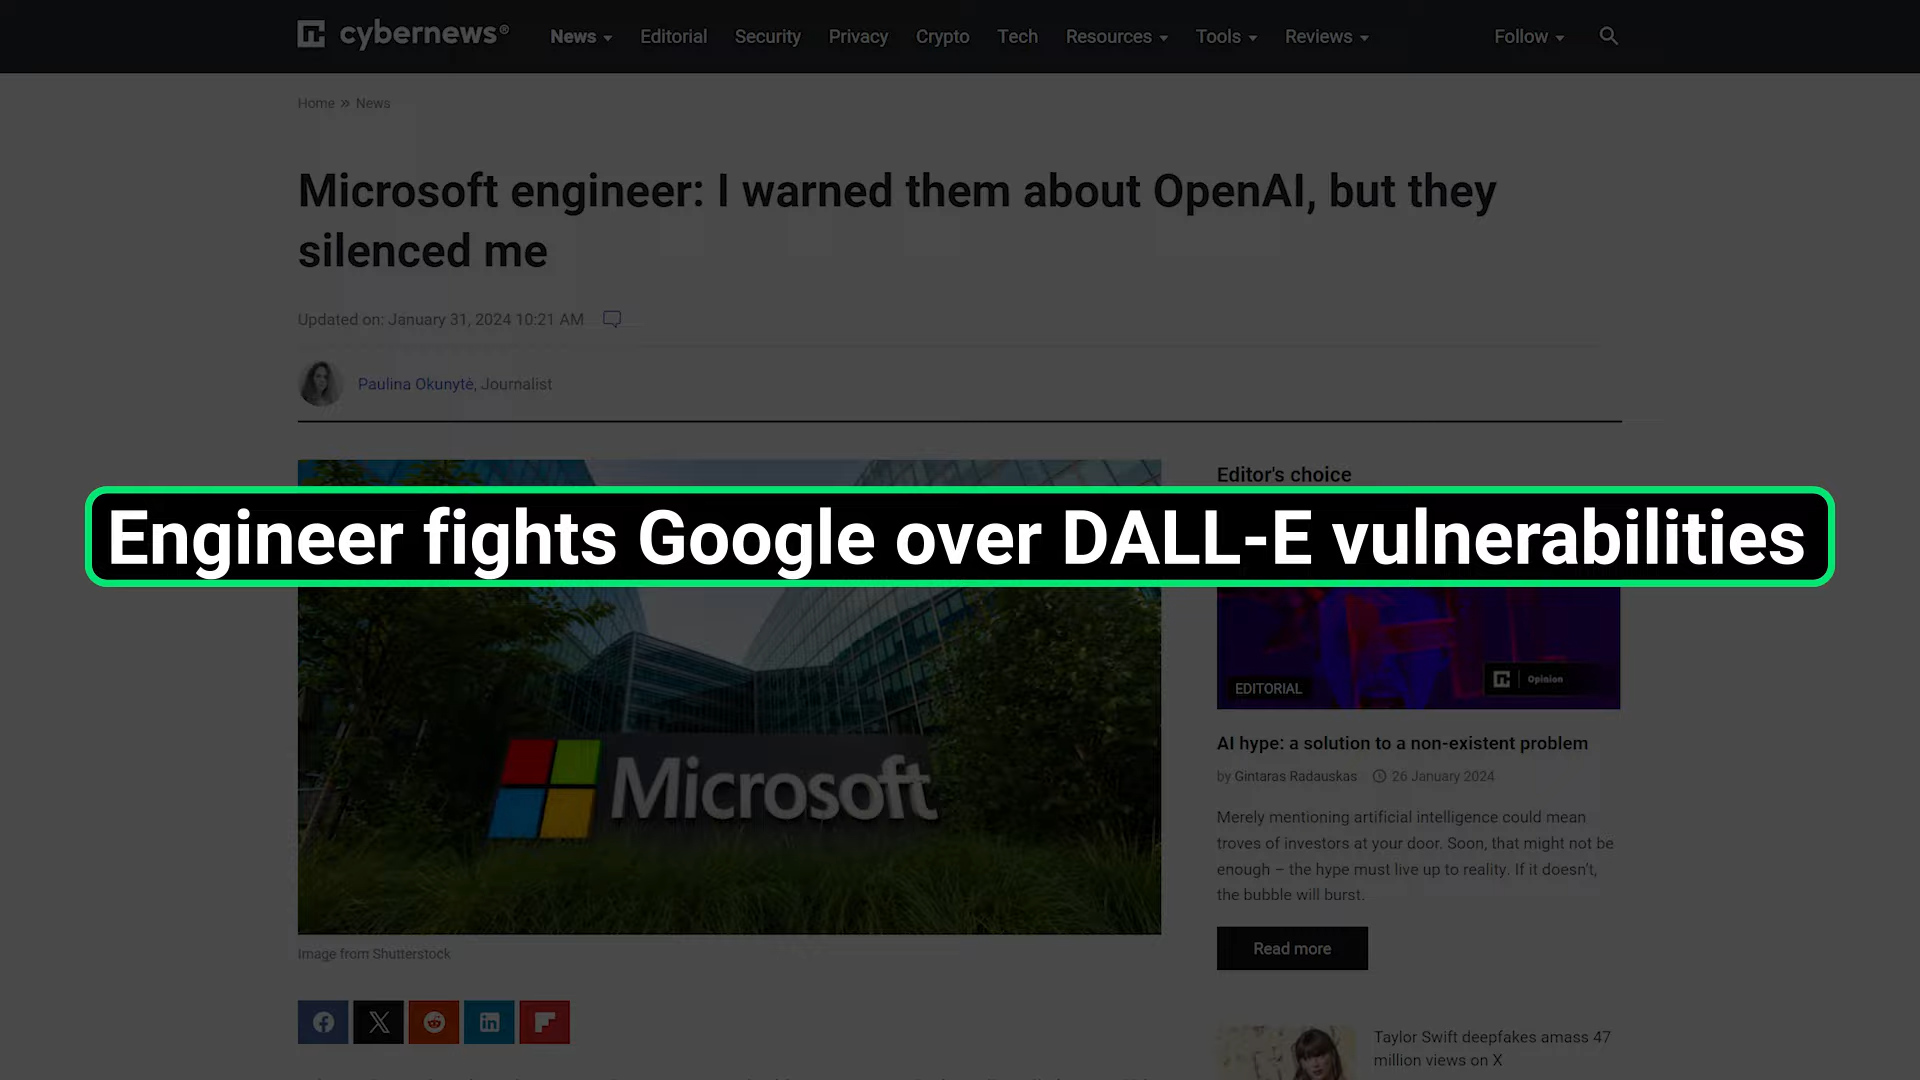 cybernews®
News Editorial Security Privacy Crypto Tech Resources Tools Reviews Follow
Home » News
Microsoft engineer: I warned them about OpenAI, but they
silenced me
Updated on: January 31, 2024 10:21 AM
Paulina Okunytė, Journalist
Editor's choice
Engineer fights Google over DALL-E vulnerabilities
Microsoft
Image from Shutterstock
EDITORIAL
Opinion
AI hype: a solution to a non-existent problem
by Gintaras Radauskas 26 January 2024
Merely mentioning artificial intelligence could mean
troves of investors at your door. Soon, that might not be
enough – the hype must live up to reality. If it doesn't,
the bubble will burst.
Read more
Taylor Swift deepfakes amass 47
million views on X